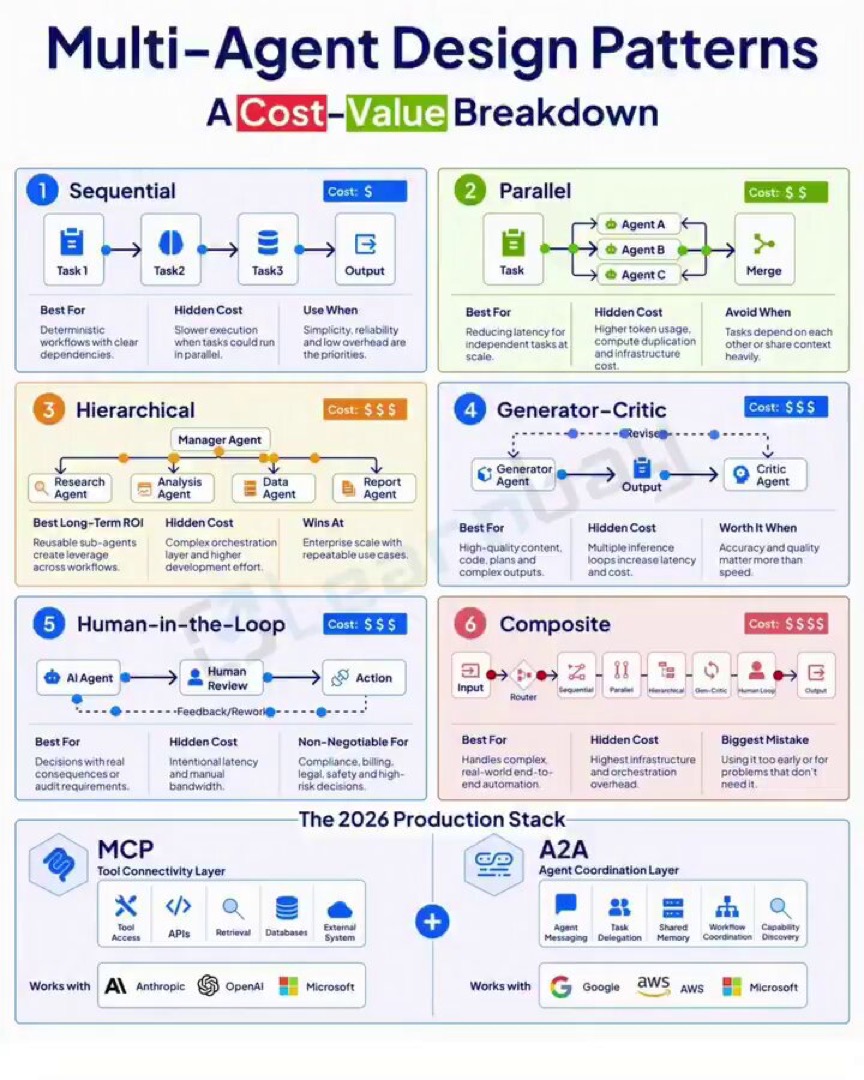 Multi-Agent Design Patterns
A Cost-Value Breakdown
1 Sequential
Cost: $
Task 1
Task2
Task3
Output
Best For
Deterministic
workflows with clear
dependencies.
Hidden Cost
Slower execution
when tasks could run
in parallel.
Use When
Simplicity, reliability
and low overhead are
the priorities.
2 Parallel
Cost: $ $
Task
Agent A
Agent B
Agent C
Merge
Best For
Reducing latency for
independent tasks at
scale.
Hidden Cost
Higher token usage,
compute duplication
and infrastructure
cost.
Avoid When
Tasks depend on each
other or share context
heavily.
3 Hierarchical
Cost: $ $ $
Manager Agent
Research
Agent
Analysis
Agent
Data
Agent
Report
Agent
Best Long-Term ROI
Reusable sub-agents
create leverage
across workflows.
Hidden Cost
Complex orchestration
layer and higher
development effort.
Wins At
Enterprise scale with
repeatable use cases.
4 Generator-Critic
Cost: $ $ $
Revise
Generator
Agent
Output
Critic
Agent
Best For
High-quality content,
code, plans and
complex outputs.
Hidden Cost
Multiple inference
loops increase latency
and cost.
Worth It When
Accuracy and quality
matter more than
speed.
5 Human-in-the-Loop
Cost: $ $ $
AI Agent
Human
Review
Action
Feedback/Rework
Best For
Decisions with real
consequences or
audit requirements.
Hidden Cost
Intentional latency
and manual
bandwidth.
Non-Negotiable For
Compliance, billing,
legal, safety and high-
risk decisions.
6 Composite
Cost: $ $ $ $
Input
Router
Sequential
Parallel
Hierarchical
Gen-Critic
Human Loop
Output
Best For
Handles complex,
real-world end-to-
end automation.
Hidden Cost
Highest infrastructure
and orchestration
overhead.
Biggest Mistake
Using it too early or for
problems that don't
need it.
Learnbay
The 2026 Production Stack
MCP
Tool Connectivity Layer
Tool
Access
APIs
Retrieval
Databases
External
System
Works with
Anthropic
OpenAI
Microsoft
A2A
Agent Coordination Layer
Agent
Messaging
Task
Delegation
Shared
Memory
Workflow
Coordination
Capability
Discovery
Works with
Google
aws
AWS
Microsoft